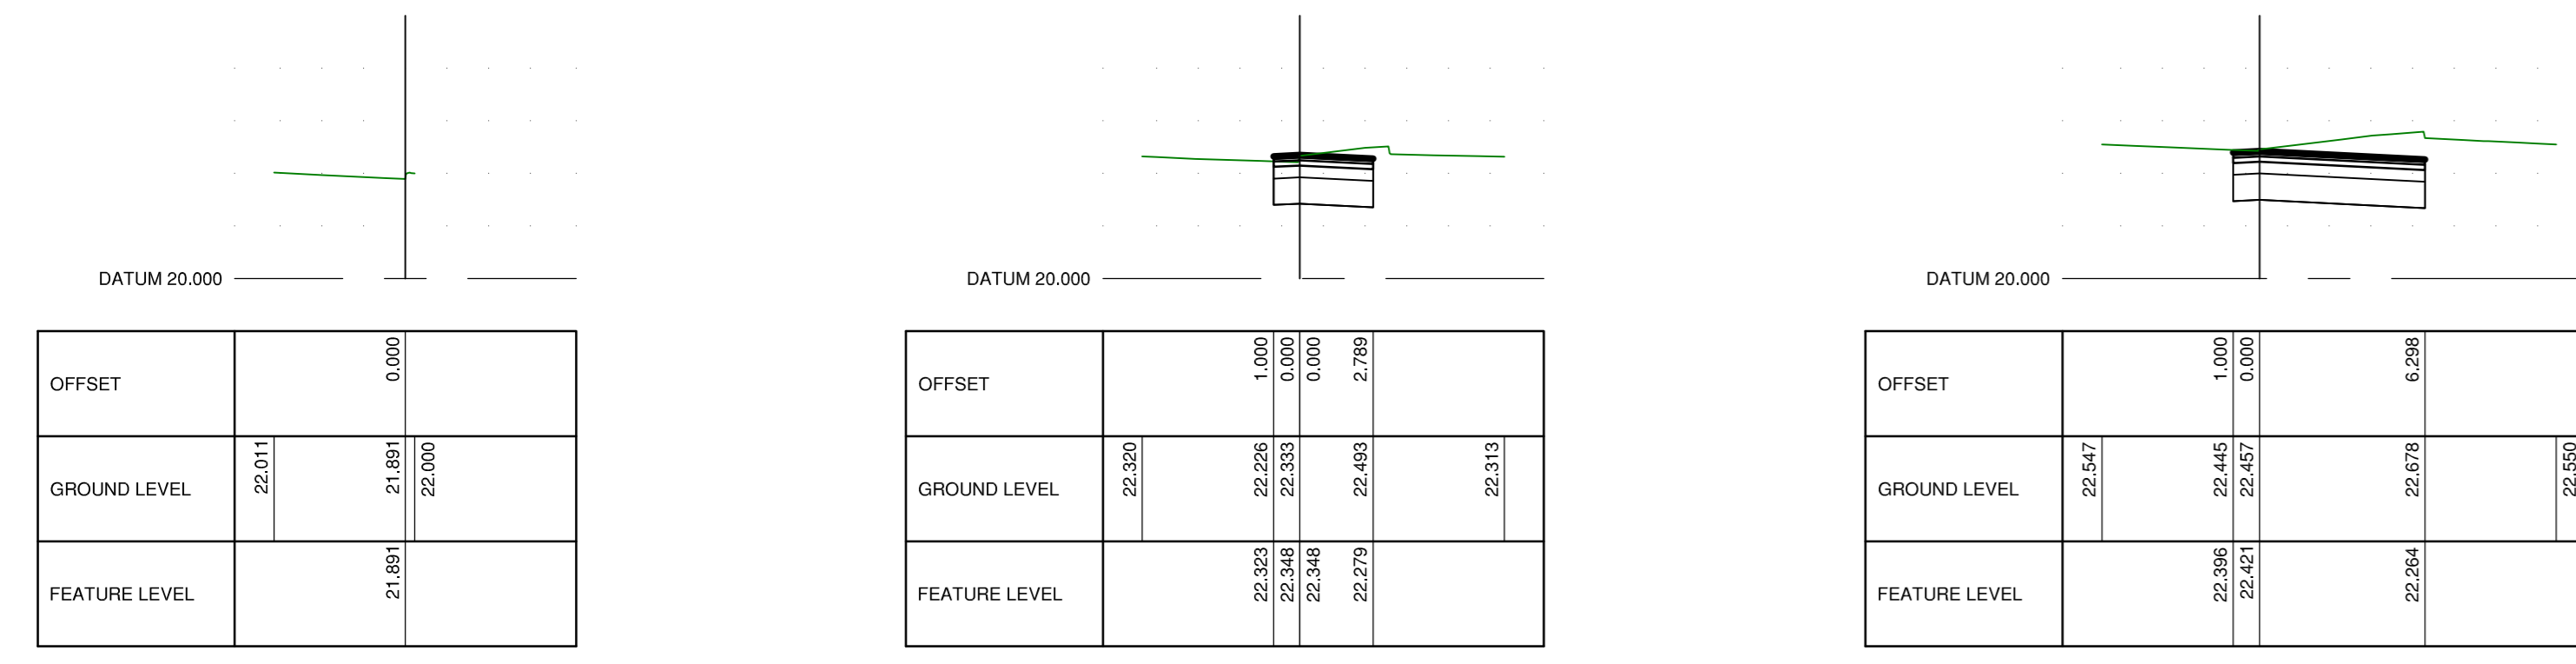 DATUM 20.000
OFFSET
0.000
GROUND LEVEL
22.011
21.891
22.000
FEATURE LEVEL
21.891
DATUM 20.000
OFFSET
1.000
0.000
0.000
2.789
GROUND LEVEL
22.320
22.226
22.333
22.493
22.313
FEATURE LEVEL
22.323
22.348
22.348
22.279
DATUM 20.000
OFFSET
1.000
0.000
6.298
GROUND LEVEL
22.547
22.445
22.457
22.678
22.550
FEATURE LEVEL
22.396
22.421
22.264